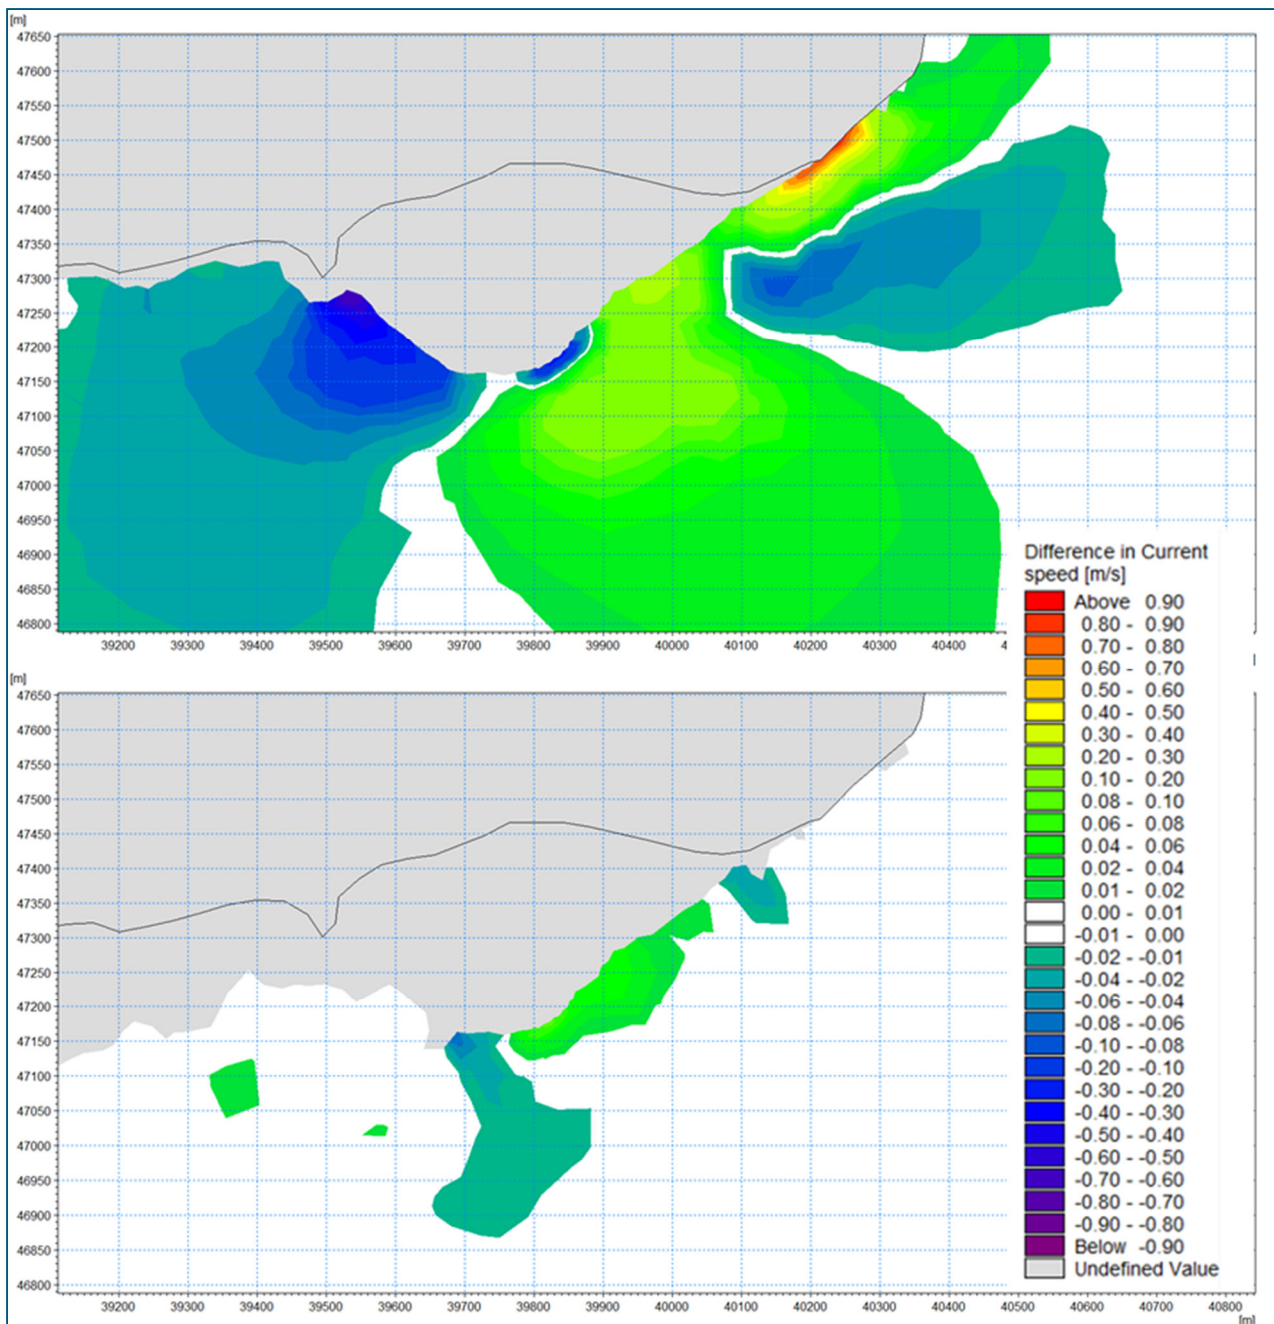 [m]
47650
47600
47550
47500
47450
47400
47350
47300
47250
47200
47150
47100
47050
47000
46950
46900
46850
46800
39200 39300 39400 39500 39600 39700 39800 39900 40000 40100 40200 40300 40400 4
Difference in Current
speed [m/s]
Above 0.90
0.80 - 0.90
0.70 - 0.80
0.60 - 0.70
0.50 - 0.60
0.40 - 0.50
0.30 - 0.40
0.20 - 0.30
0.10 - 0.20
0.08 - 0.10
0.06 - 0.08
0.04 - 0.06
0.02 - 0.04
0.01 - 0.02
0.00 - 0.01
-0.01 - 0.00
-0.02 - -0.01
-0.04 - -0.02
-0.06 - -0.04
-0.08 - -0.06
-0.10 - -0.08
-0.20 - -0.10
-0.30 - -0.20
-0.40 - -0.30
-0.50 - -0.40
-0.60 - -0.50
-0.70 - -0.60
-0.80 - -0.70
-0.90 - -0.80
Below -0.90
Undefined Value
[m]
47650
47600
47550
47500
47450
47400
47350
47300
47250
47200
47150
47100
47050
47000
46950
46900
46850
46800
39200 39300 39400 39500 39600 39700 39800 39900 40000 40100 40200 40300 40400 40500 40600 40700 40800
[m]